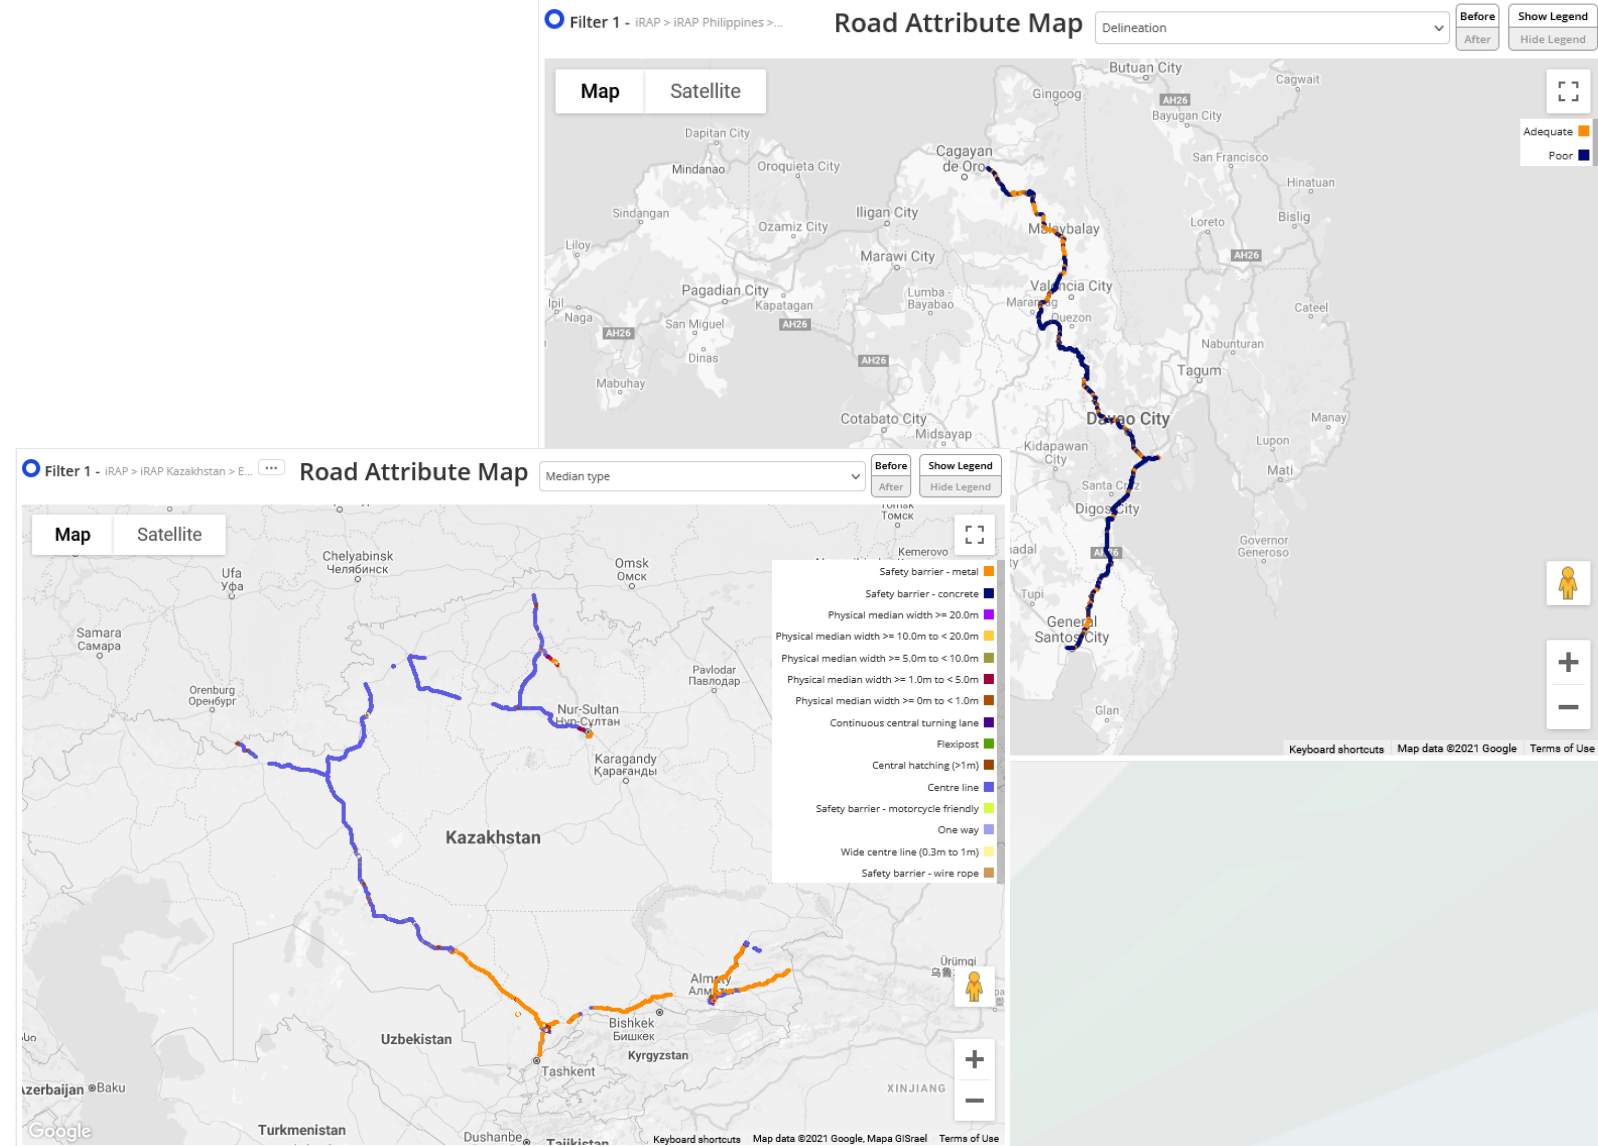 Filter 1 - iRAP > iRAP Philippines >...
Road Attribute Map
Delineation
Before
After
Show Legend
Hide Legend
Map
Satellite
Adequate
Poor
Butuan City
Cagwait
Gingoog
AH26
Bayugan City
Dapitan City
Cagayan
de Oro
San Francisco
Mindanao
Oroquieta City
Hinatuan
Sindangan
Iligan City
Loreto
Bislig
Ozamiz City
Malaybalay
Liloy
Marawi City
AH26
Pagadian City
Lumba -
Bayabao
Valencia City
Ipil
Naga
Kapatagan
Maramag
Quezon
Cateel
AH26
San Miguel
AH26
Nabunturan
Dinas
AH26
Tagum
Mabuhay
Cotabato City
Davao City
Manay
Midsayap
Kidapawan
City
Lupon
Mati
Santa Cruz
Digos City
Governor
Generoso
Tupi
General
Santos City
Glan
Keyboard shortcuts
Map data ©2021 Google
Terms of Use
Filter 1 - iRAP > iRAP Kazakhstan > E...
...
Road Attribute Map
Median type
Before
After
Show Legend
Hide Legend
Map
Satellite
Томск
Kemerovo
Chelyabinsk
Челябинск
Omsk
Омск
Ufa
Уфа
Samara
Самара
Orenburg
Оренбург
Pavlodar
Павлодар
Nur-Sultan
Нур-Султан
Karagandy
Қарағанды
Kazakhstan
Safety barrier - metal
Safety barrier - concrete
Physical median width >= 20.0m
Physical median width >= 10.0m to < 20.0m
Physical median width >= 5.0m to < 10.0m
Physical median width >= 1.0m to < 5.0m
Physical median width >= 0m to < 1.0m
Continuous central turning lane
Flexipost
Central hatching (>1m)
Centre line
Safety barrier - motorcycle friendly
One way
Wide centre line (0.3m to 1m)
Safety barrier - wire rope
Ürümqi
Almaty
Bishkek
Бишкек
Uzbekistan
Kyrgyzstan
Tashkent
Azerbaijan
Baku
XINJIANG
Turkmenistan
Dushanbe
Tajikistan
Google
Keyboard shortcuts
Map data ©2021 Google, Mapa GISrael
Terms of Use